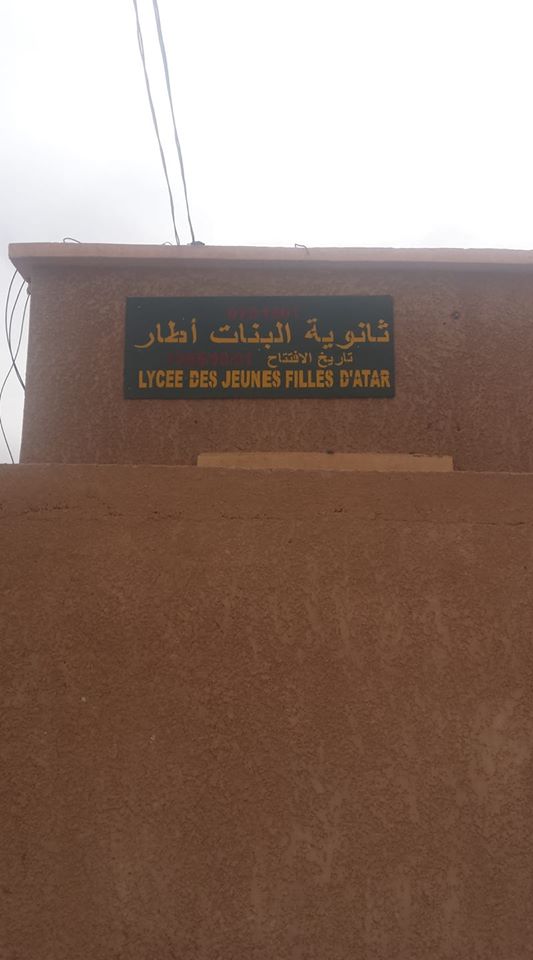 ثانوية البنات أطار
تاريخ الافتتاح
LYCEE DES JEUNES FILLES D'ATAR